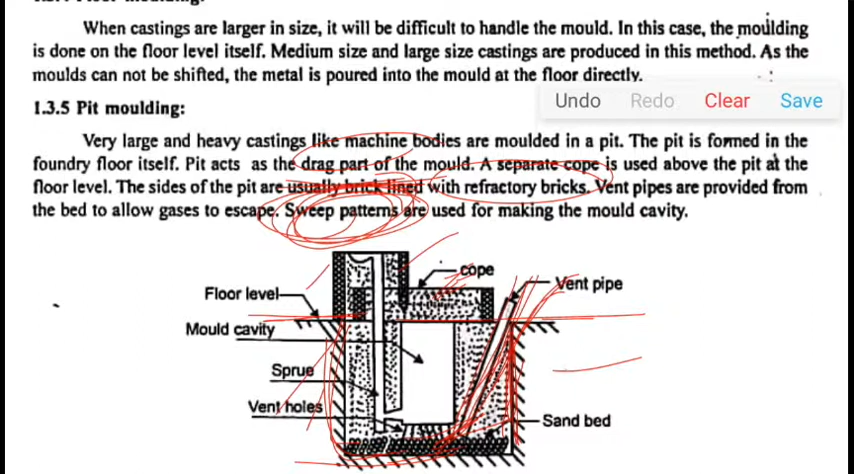 When castings are larger in size, it will be difficult to handle the mould. In this case, the moulding
is done on the floor level itself. Medium size and large size castings are produced in this method. As the
moulds can not be shifted, the metal is poured into the mould at the floor directly.
Undo Redo Clear Save
1.3.5 Pit moulding:
Very large and heavy castings like machine bodies are moulded in a pit. The pit is formed in the
foundry floor itself. Pit acts as the drag part of the mould. A separate cope is used above the pit at the
floor level. The sides of the pit are usually brick lined with refractory bricks. Vent pipes are provided from
the bed to allow gases to escape. Sweep patterns are used for making the mould cavity.
cope
Vent pipe
Floor level
Mould cavity
Sprue
Vent holes
Sand bed